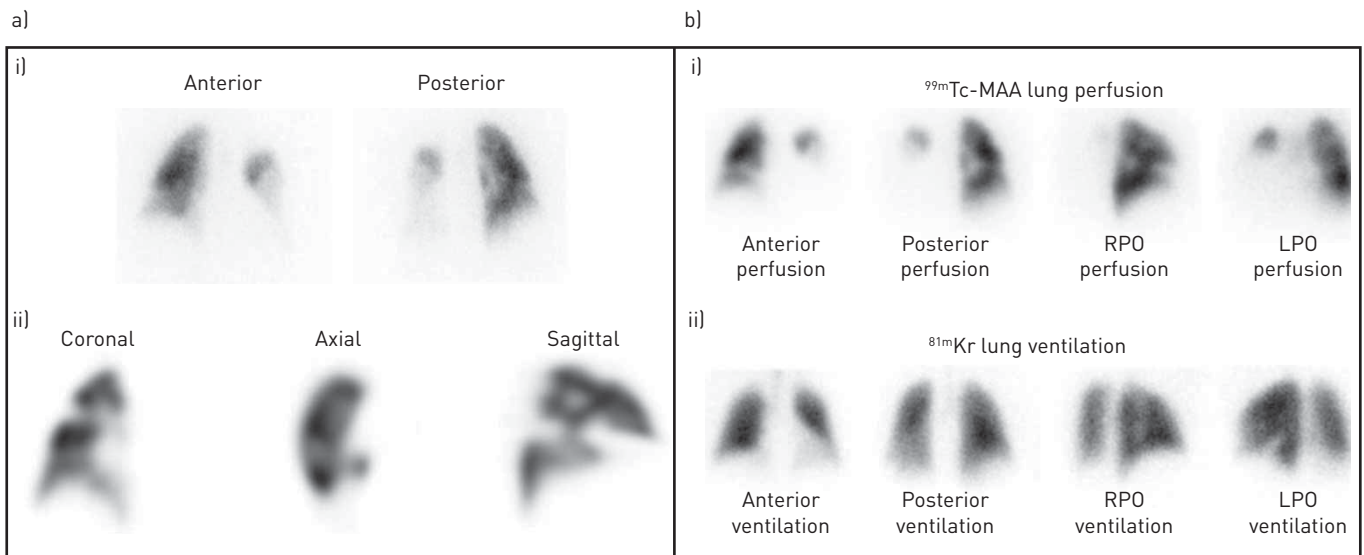 a)
i)
Anterior Posterior
ii)
Coronal Axial Sagittal
b)
i)
99mTc-MAA lung perfusion
Anterior perfusion
Posterior perfusion
RPO perfusion
LPO perfusion
ii)
81mKr lung ventilation
Anterior ventilation
Posterior ventilation
RPO ventilation
LPO ventilation